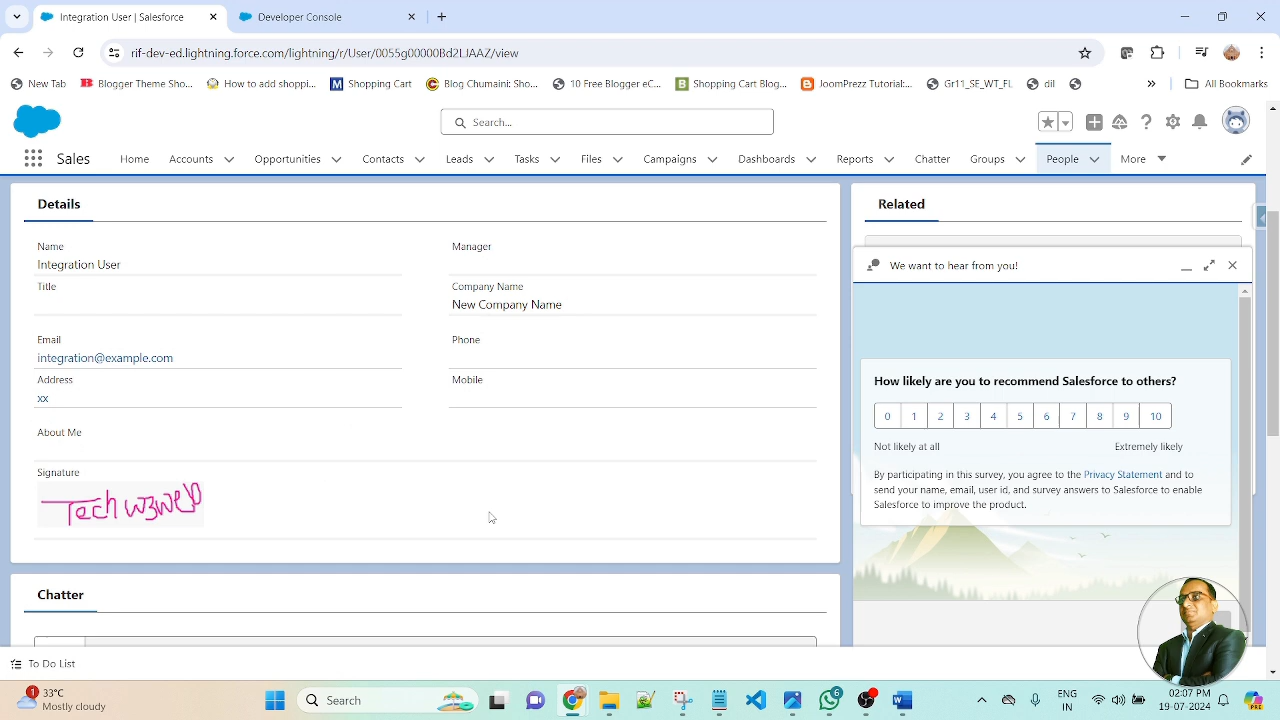 Integration User | Salesforce
Developer Console
rif-dev-ed.lightning.force.com/lightning/r/User/0055g00000Bd2LJAAZ/view
New Tab
Blogger Theme Sho...
How to add shoppi...
Shopping Cart
Blog Chumaini.Sho...
10 Free Blogger eC...
Shopping Cart Blog...
JoomPrezz Tutorial:...
Gr11_SE_WT_FL
dil
All Bookmarks
Search...
Sales
Home
Accounts
Opportunities
Contacts
Leads
Tasks
Files
Campaigns
Dashboards
Reports
Chatter
Groups
People
More
Details
Name
Integration User
Manager
Title
Company Name
New Company Name
Email
integration@example.com
Phone
Address
xx
Mobile
About Me
Signature
Tech w3web
Chatter
Related
We want to hear from you!
How likely are you to recommend Salesforce to others?
0 1 2 3 4 5 6 7 8 9 10
Not likely at all
Extremely likely
By participating in this survey, you agree to the Privacy Statement and to
send your name, email, user id, and survey answers to Salesforce to enable
Salesforce to improve the product.
To Do List
1
33°C
Mostly cloudy
Search
6
ENG
IN
02:07 PM
19-07-2024
PRE